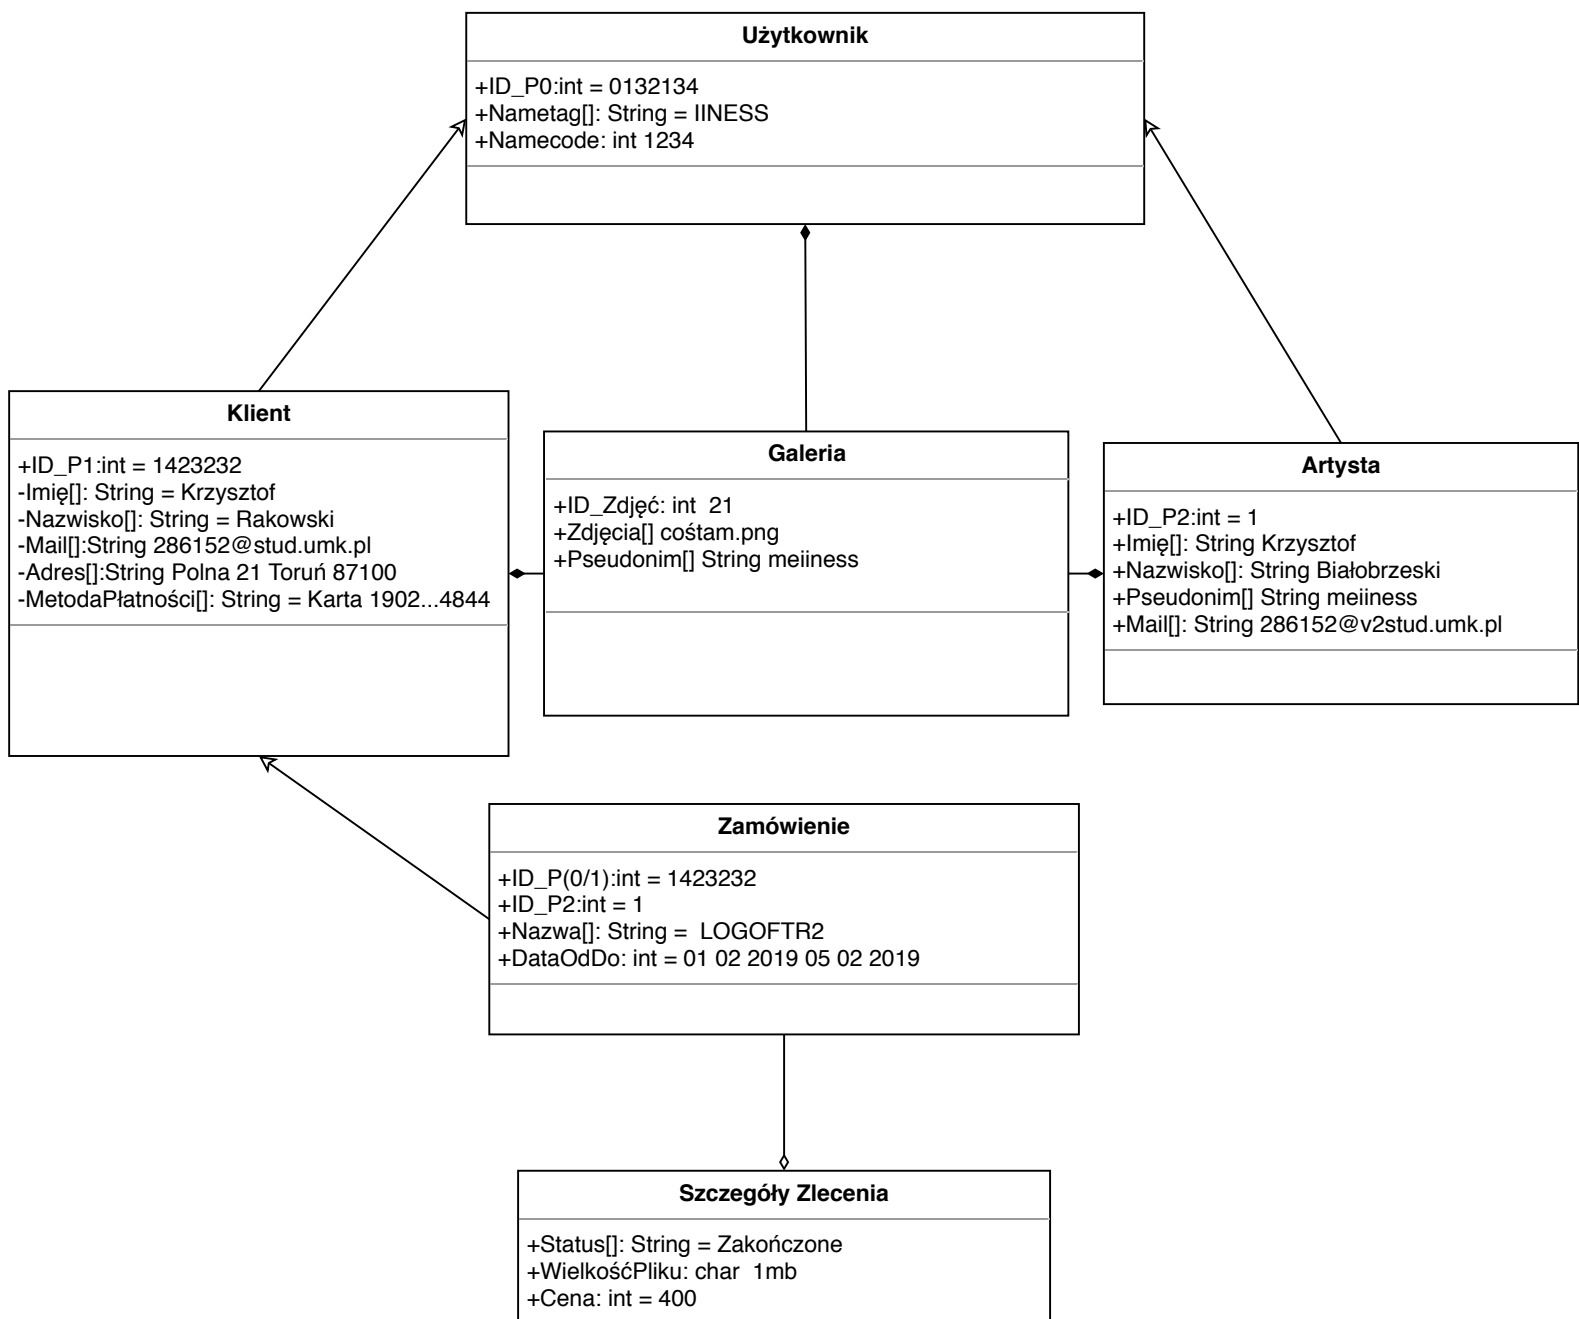 Użytkownik
+ID_P0:int = 0132134
+Nametag[]: String = IINESS
+Namecode: int 1234
Klient
+ID_P1:int = 1423232
-Imię[]: String = Krzysztof
-Nazwisko[]: String = Rakowski
-Mail[]:String 286152@stud.umk.pl
-Adres[]:String Polna 21 Toruń 87100
-MetodaPłatności[]: String = Karta 1902...4844
Galeria
+ID_Zdjęć: int  21
+Zdjęcia[] cośtam.png
+Pseudonim[] String meiiness
Artysta
+ID_P2:int = 1
+Imię[]: String Krzysztof
+Nazwisko[]: String Białobrzeski
+Pseudonim[] String meiiness
+Mail[]: String 286152@v2stud.umk.pl
Zamówienie
+ID_P(0/1):int = 1423232
+ID_P2:int = 1
+Nazwa[]: String =  LOGOFTR2
+DataOdDo: int = 01 02 2019 05 02 2019
Szczegóły Zlecenia
+Status[]: String = Zakończone
+WielkośćPliku: char  1mb
+Cena: int = 400